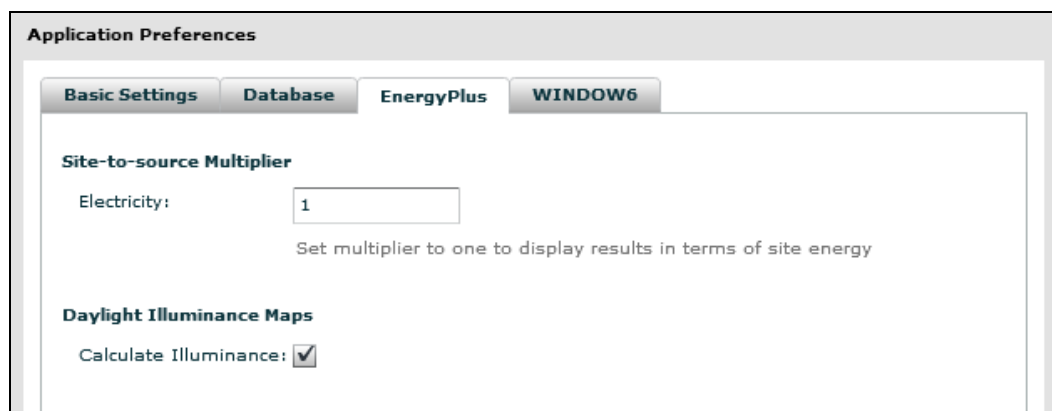 Application Preferences
Basic Settings Database EnergyPlus WINDOW6
Site-to-source Multiplier
Electricity: 1
Set multiplier to one to display results in terms of site energy
Daylight Illuminance Maps
Calculate Illuminance: